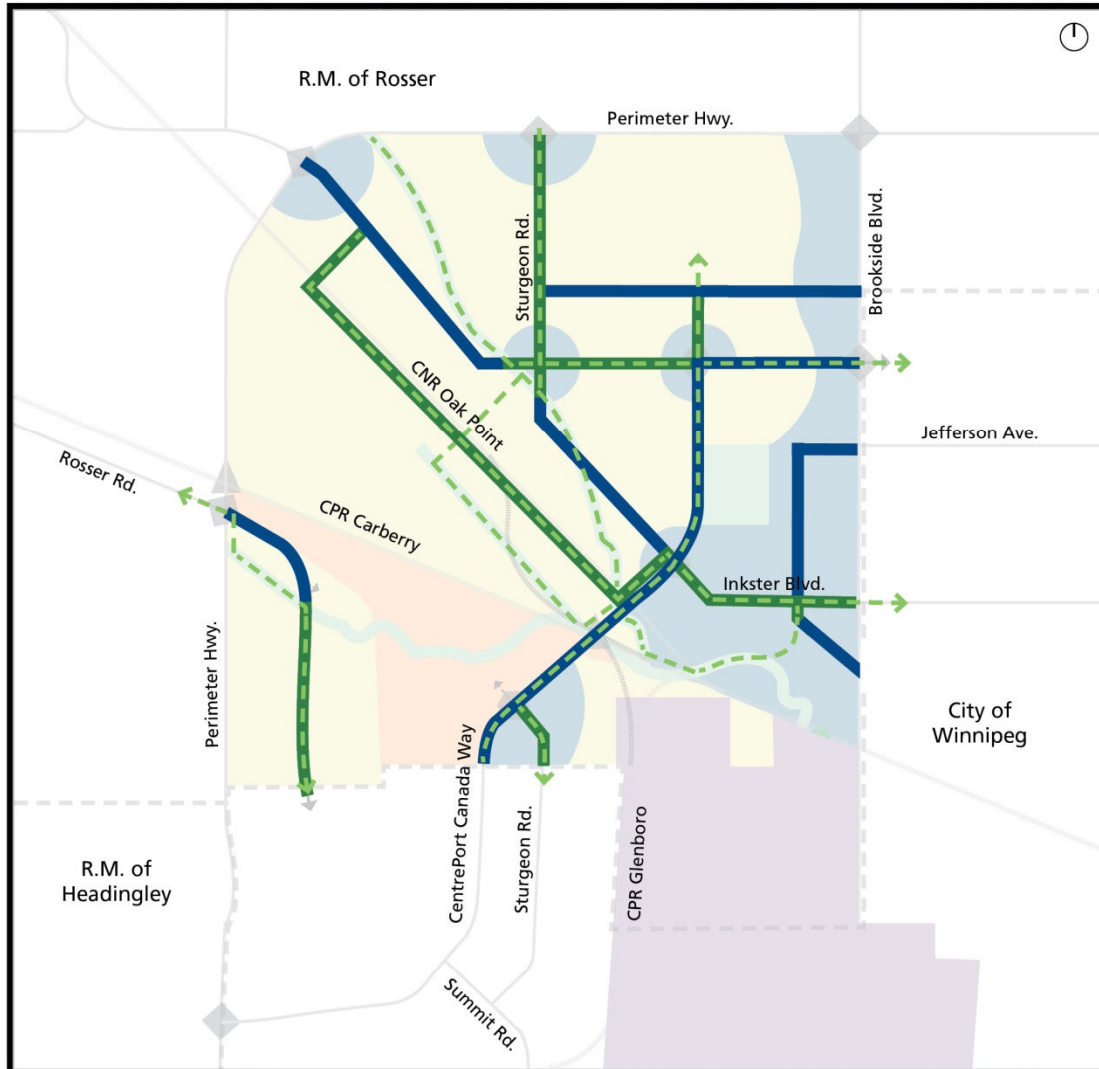 R.M. of Rosser
Perimeter Hwy.
Sturgeon Rd.
Brookside Blvd.
CNR Oak Point
Jefferson Ave.
Rosser Rd.
CPR Carberry
Inkster Blvd.
Perimeter Hwy.
City of
Winnipeg
CentrePort Canada Way
Sturgeon Rd.
CPR Glenboro
R.M. of
Headingley
Summit Rd.